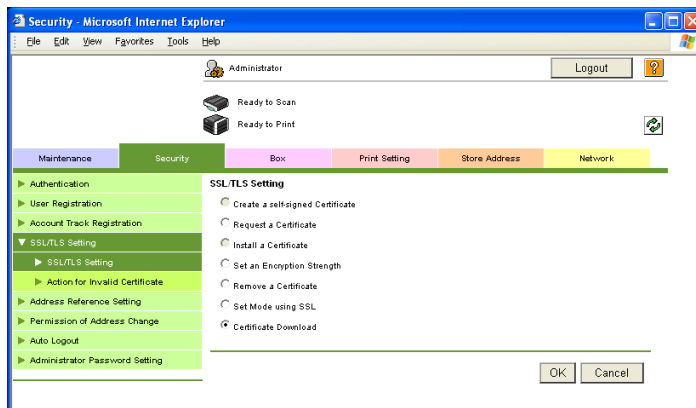 Security - Microsoft Internet Explorer
File Edit View Favorites Tools Help
Administrator
Logout
?
Ready to Scan
Ready to Print
Maintenance Security Box Print Setting Store Address Network
Authentication
User Registration
Account Track Registration
SSL/TLS Setting
SSL/TLS Setting
Action for Invalid Certificate
Address Reference Setting
Permission of Address Change
Auto Logout
Administrator Password Setting
SSL/TLS Setting
Create a self-signed Certificate
Request a Certificate
Install a Certificate
Set an Encryption Strength
Remove a Certificate
Set Mode using SSL
Certificate Download
OK Cancel